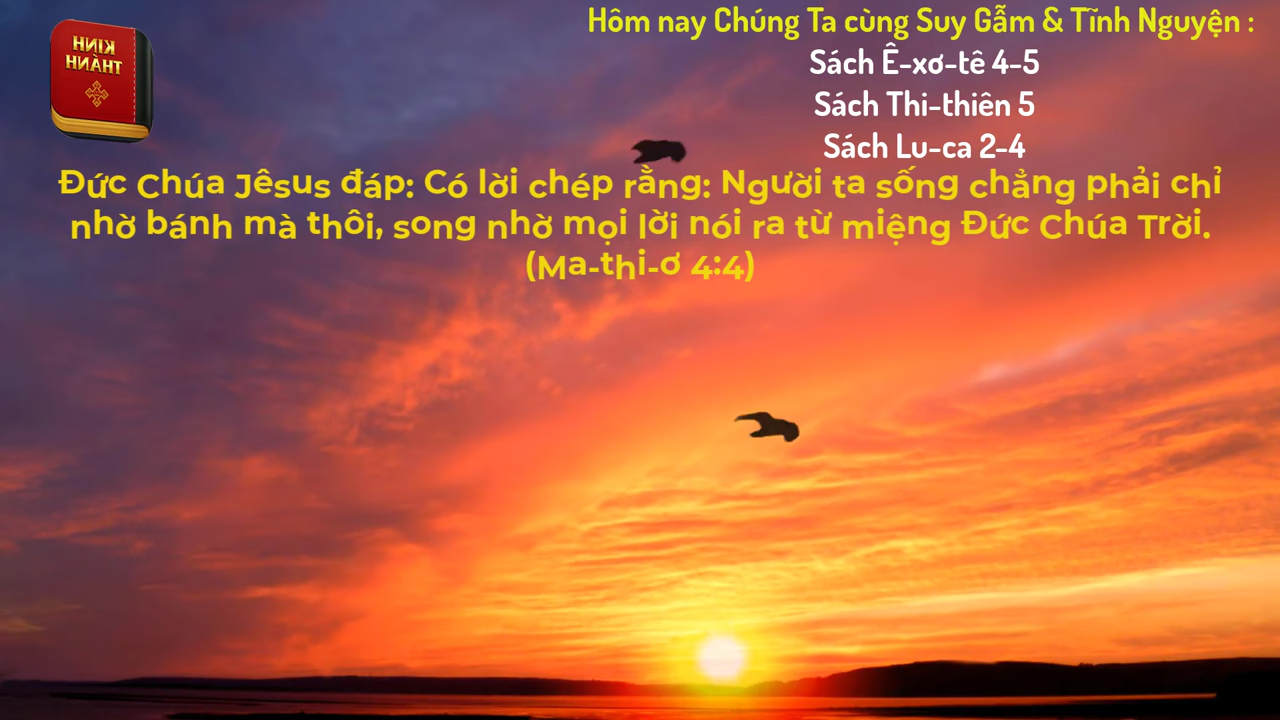 KINH
THÀNH
Hôm nay Chúng Ta cùng Suy Gẫm & Tĩnh Nguyện :
Sách Ê-xơ-tê 4-5
Sách Thi-thiên 5
Sách Lu-ca 2-4
Đức Chúa Jêsus đáp: Có lời chép rằng: Người ta sống chẳng phải chỉ
nhờ bánh mà thôi, song nhờ mọi lời nói ra từ miệng Đức Chúa Trời.
(Ma-thi-ơ 4:4)